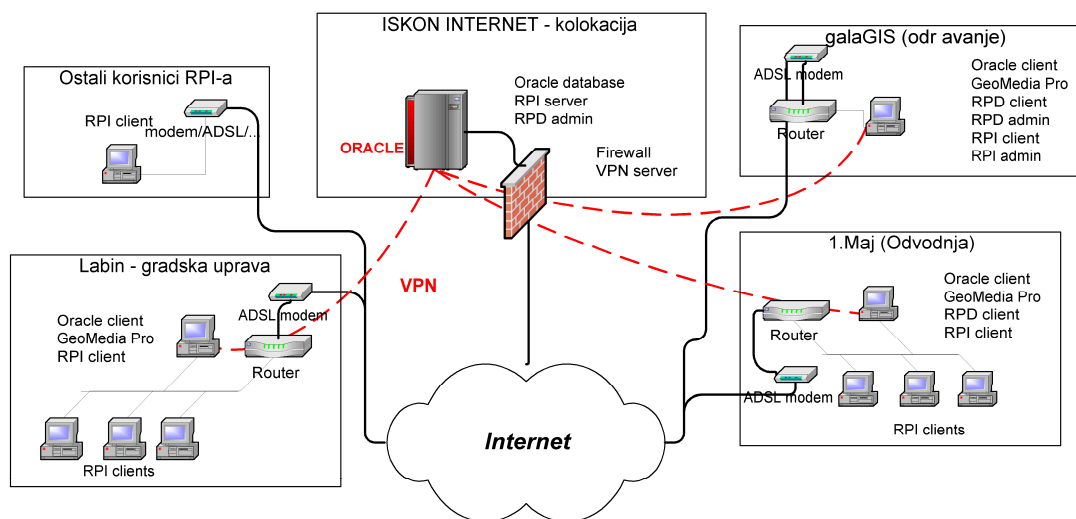 ISKON INTERNET - kolokacija
Oracle database
RPI server
RPD admin
ORACLE
Firewall
VPN server
galaGIS (odr avanje)
ADSL modem
Router
Oracle client
GeoMedia Pro
RPD client
RPD admin
RPI client
RPI admin
Ostali korisnici RPI-a
RPI client
modem/ADSL/...
Labin - gradska uprava
ADSL modem
Oracle client
GeoMedia Pro
RPI client
Router
RPI clients
VPN
Internet
1.Maj (Odvodnja)
Oracle client
GeoMedia Pro
RPD client
RPI client
Router
ADSL modem
RPI clients